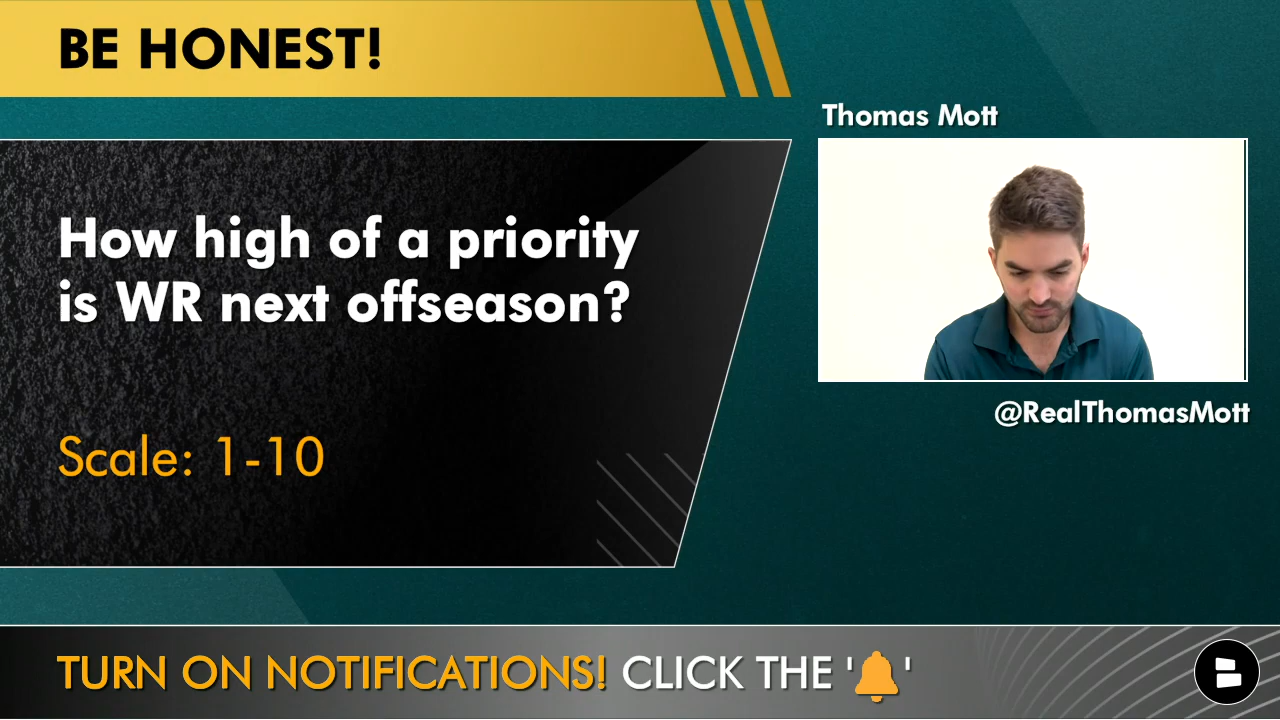 BE HONEST!
Thomas Mott
How high of a priority
is WR next offseason?
@RealThomasMott
Scale: 1-10
TURN ON NOTIFICATIONS! CLICK THE '🔔'